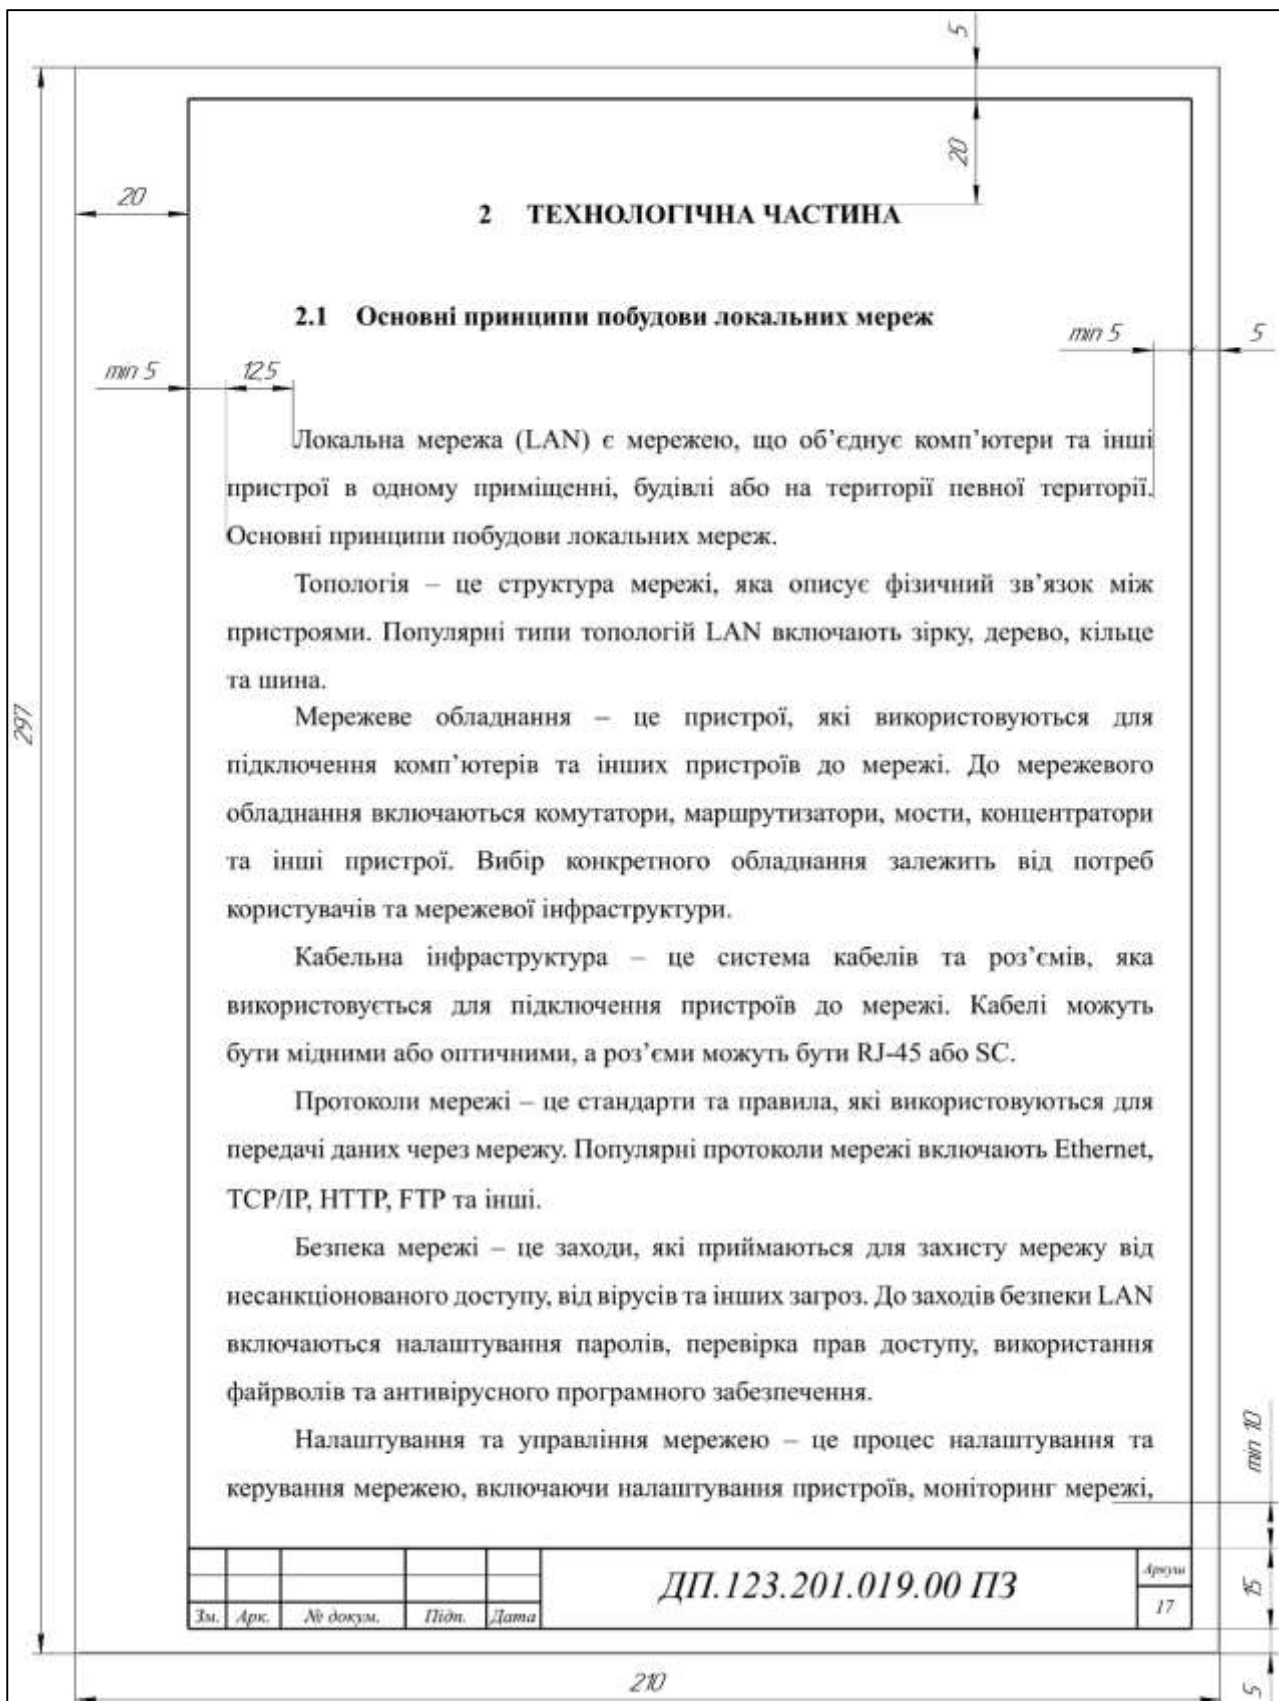 5
20
20
2 ТЕХНОЛОГІЧНА ЧАСТИНА
2.1 Основні принципи побудови локальних мереж
min 5
5
min 5
12,5
Локальна мережа (LAN) є мережею, що об’єднує комп’ютери та інші
пристрої в одному приміщенні, будівлі або на території певної території.
Основні принципи побудови локальних мереж.
Топологія – це структура мережі, яка описує фізичний зв’язок між
пристроями. Популярні типи топологій LAN включають зірку, дерево, кільце
та шина.
297
Мережеве обладнання – це пристрої, які використовуються для
підключення комп’ютерів та інших пристроїв до мережі. До мережевого
обладнання включаються комутатори, маршрутизатори, мости, концентратори
та інші пристрої. Вибір конкретного обладнання залежить від потреб
користувачів та мережевої інфраструктури.
Кабельна інфраструктура – це система кабелів та роз’ємів, яка
використовується для підключення пристроїв до мережі. Кабелі можуть
бути мідними або оптичними, а роз’єми можуть бути RJ-45 або SC.
Протоколи мережі – це стандарти та правила, які використовуються для
передачі даних через мережу. Популярні протоколи мережі включають Ethernet,
TCP/IP, HTTP, FTP та інші.
Безпека мережі – це заходи, які приймаються для захисту мережу від
несанкціонованого доступу, від вірусів та інших загроз. До заходів безпеки LAN
включаються налаштування паролів, перевірка прав доступу, використання
файрволів та антивірусного програмного забезпечення.
Налаштування та управління мережею – це процес налаштування та
керування мережею, включаючи налаштування пристроїв, моніторинг мережі,
min 10
ДП.123.201.019.00 ПЗ
Аркуш
17
15
Зм. Арк. № докум. Підп. Дата
210
5